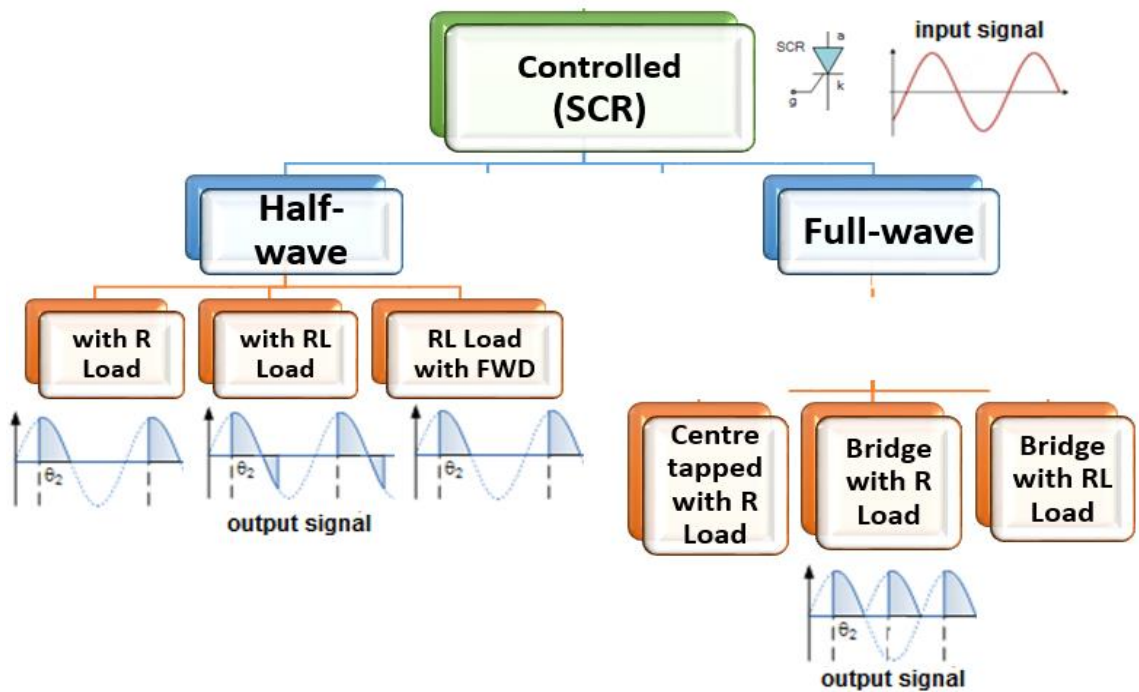 Controlled
(SCR)
SCR
a
k
g
input signal
Half-
wave
Full-wave
with R
Load
with RL
Load
RL Load
with FWD
θ2
θ2
θ2
output signal
Centre
tapped
with R
Load
Bridge
with R
Load
Bridge
with RL
Load
θ2
output signal